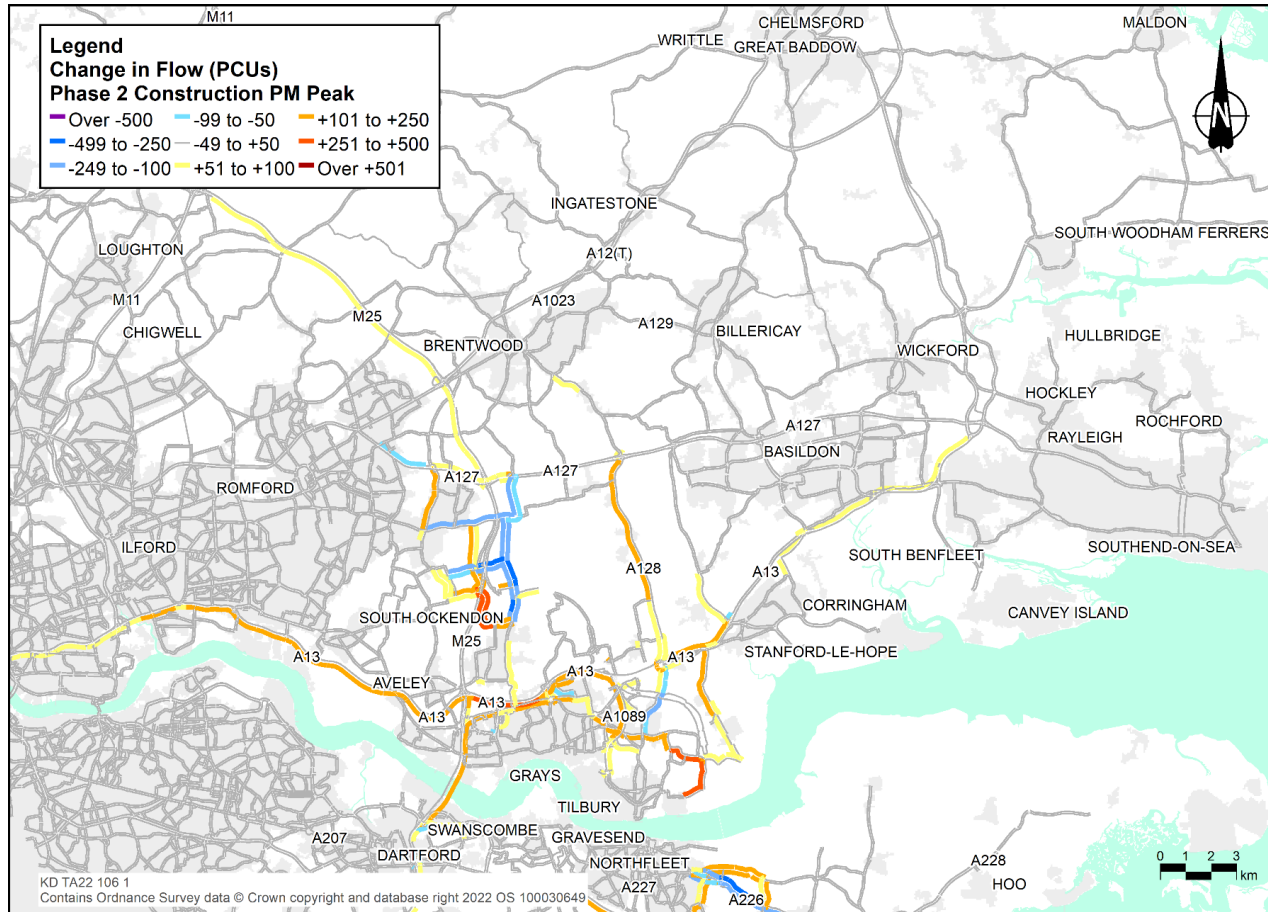 M11
CHELMSFORD
MALDON
WRITTLE
GREAT BADDOW
Legend
Change in Flow (PCUs)
Phase 2 Construction PM Peak
Over -500
-99 to -50
+101 to +250
-499 to -250
-49 to +50
+251 to +500
-249 to -100
+51 to +100
Over +501
N
INGATESTONE
SOUTH WOODHAM FERRERS
LOUGHTON
A12(T)
M11
A1023
M25
A129
BILLERICAY
CHIGWELL
BRENTWOOD
HULLBRIDGE
WICKFORD
HOCKLEY
ROCHFORD
A127
RAYLEIGH
BASILDON
A127
A127
ROMFORD
ILFORD
SOUTHEND-ON-SEA
SOUTH BENFLEET
A128
A13
CORRINGHAM
CANVEY ISLAND
SOUTH OCKENDON
M25
STANFORD-LE-HOPE
A13
A13
A13
AVELEY
A13
A13
A1089
GRAYS
TILBURY
SWANSCOMBE
A207
GRAVESEND
DARTFORD
NORTHFLEET
A228
A227
HOO
A226
0 1 2 3
km
KD TA22 106 1
Contains Ordnance Survey data © Crown copyright and database right 2022 OS 100030649